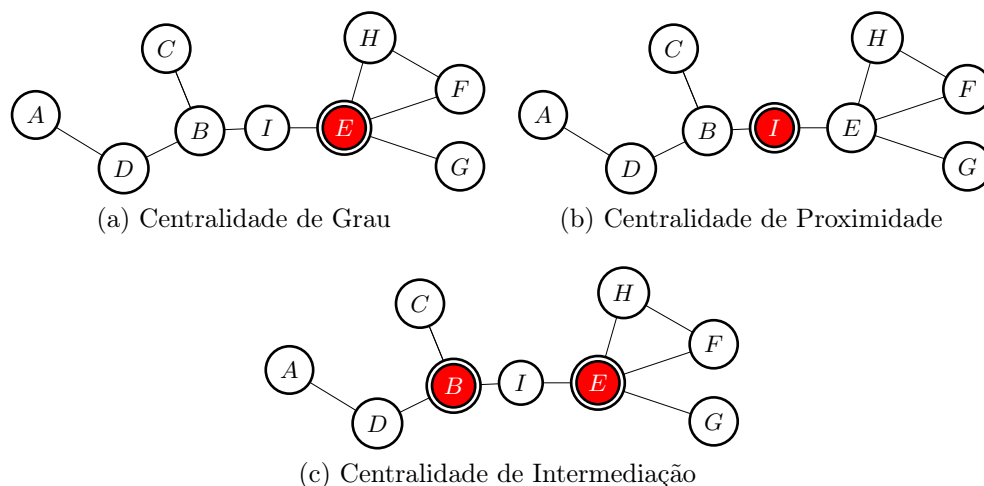 C
H
A
B
I
E
F
D
G
(a) Centralidade de Grau
C
H
A
B
I
E
F
D
G
(b) Centralidade de Proximidade
C
H
A
B
I
E
F
D
G
(c) Centralidade de Intermediação